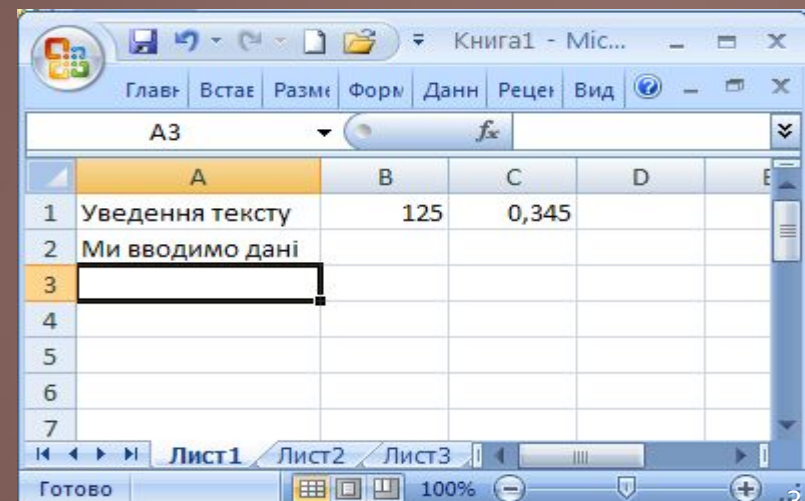 Книга1 - Mic...
Главн Встав Разме Форм Данн Рецен Вид
A3 fx
A B C D E
1 Уведення тексту 125 0,345
2 Ми вводимо дані
3
4
5
6
7
Лист1 Лист2 Лист3
Готово 100%